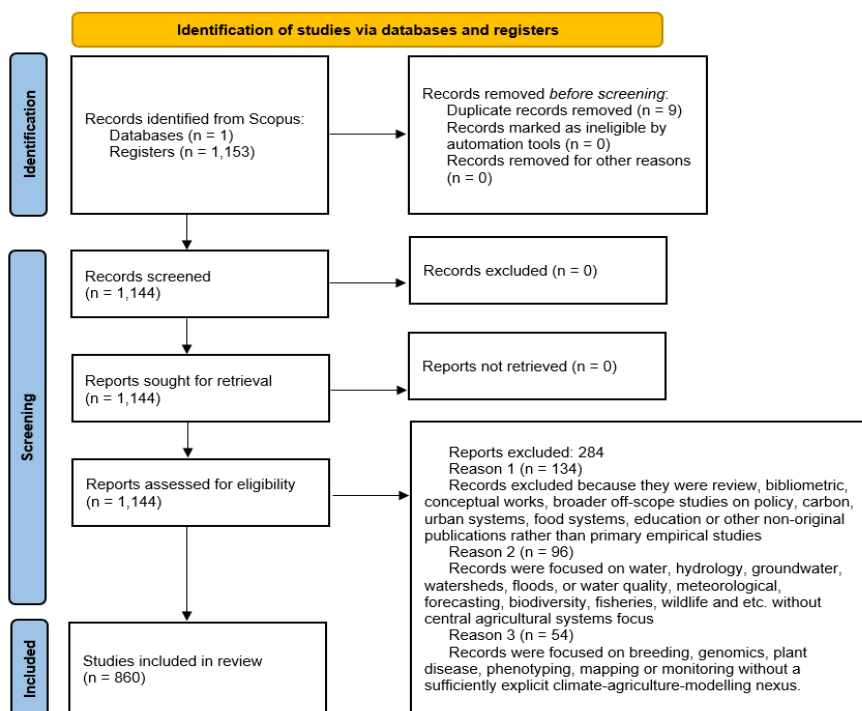 Identification of studies via databases and registers
Identification
Records identified from Scopus:
Databases (n = 1)
Registers (n = 1,153)
Records removed before screening:
Duplicate records removed (n = 9)
Records marked as ineligible by
automation tools (n = 0)
Records removed for other reasons
(n = 0)
Screening
Records screened
(n = 1,144)
Records excluded (n = 0)
Reports sought for retrieval
(n = 1,144)
Reports not retrieved (n = 0)
Reports assessed for eligibility
(n = 1,144)
Reports excluded: 284
Reason 1 (n = 134)
Records excluded because they were review, bibliometric,
conceptual works, broader off-scope studies on policy, carbon,
urban systems, food systems, education or other non-original
publications rather than primary empirical studies
Reason 2 (n = 96)
Records were focused on water, hydrology, groundwater,
watersheds, floods, or water quality, meteorological,
forecasting, biodiversity, fisheries, wildlife and etc. without
central agricultural systems focus
Reason 3 (n = 54)
Records were focused on breeding, genomics, plant
disease, phenotyping, mapping or monitoring without a
sufficiently explicit climate-agriculture-modelling nexus.
Included
Studies included in review
(n = 860)